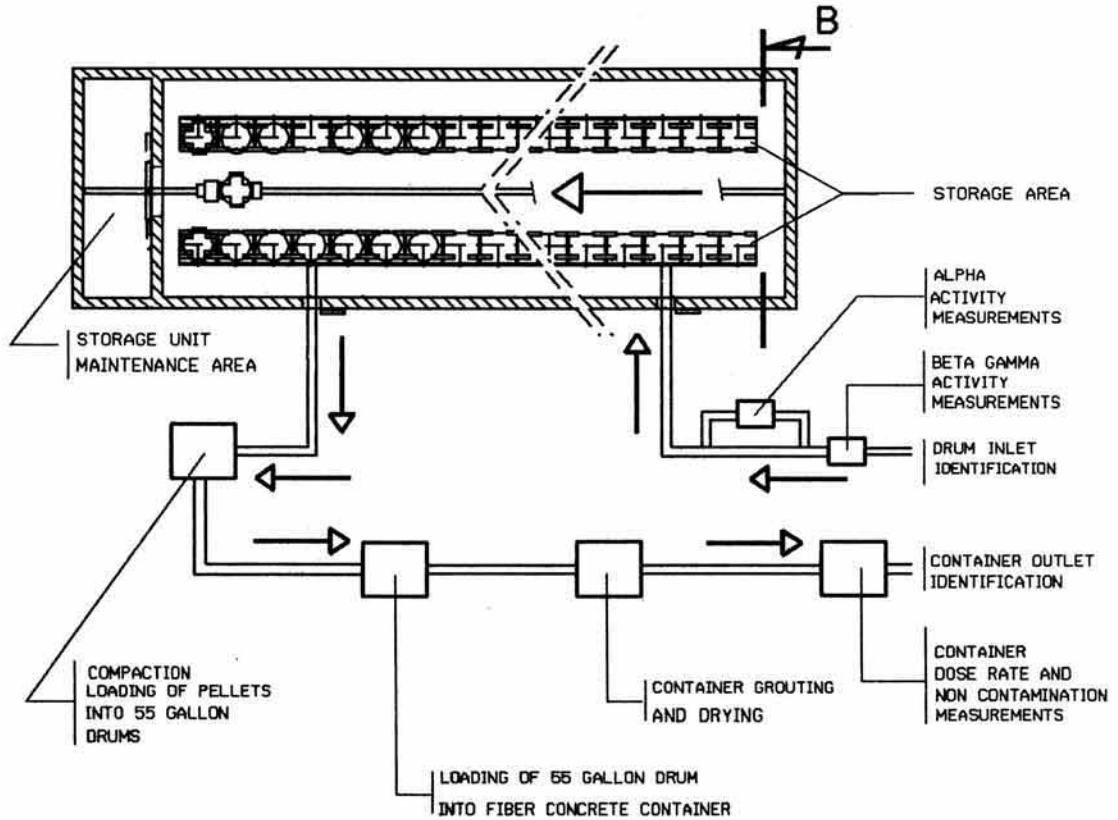 B
STORAGE AREA
ALPHA
ACTIVITY
MEASUREMENTS
STORAGE UNIT
MAINTENANCE AREA
BETA GAMMA
ACTIVITY
MEASUREMENTS
DRUM INLET
IDENTIFICATION
CONTAINER OUTLET
IDENTIFICATION
COMPACTION
LOADING OF PELLETS
INTO 55 GALLON
DRUMS
CONTAINER GROUTING
AND DRYING
CONTAINER
DOSE RATE AND
NON CONTAMINATION
MEASUREMENTS
LOADING OF 55 GALLON DRUM
INTO FIBER CONCRETE CONTAINER